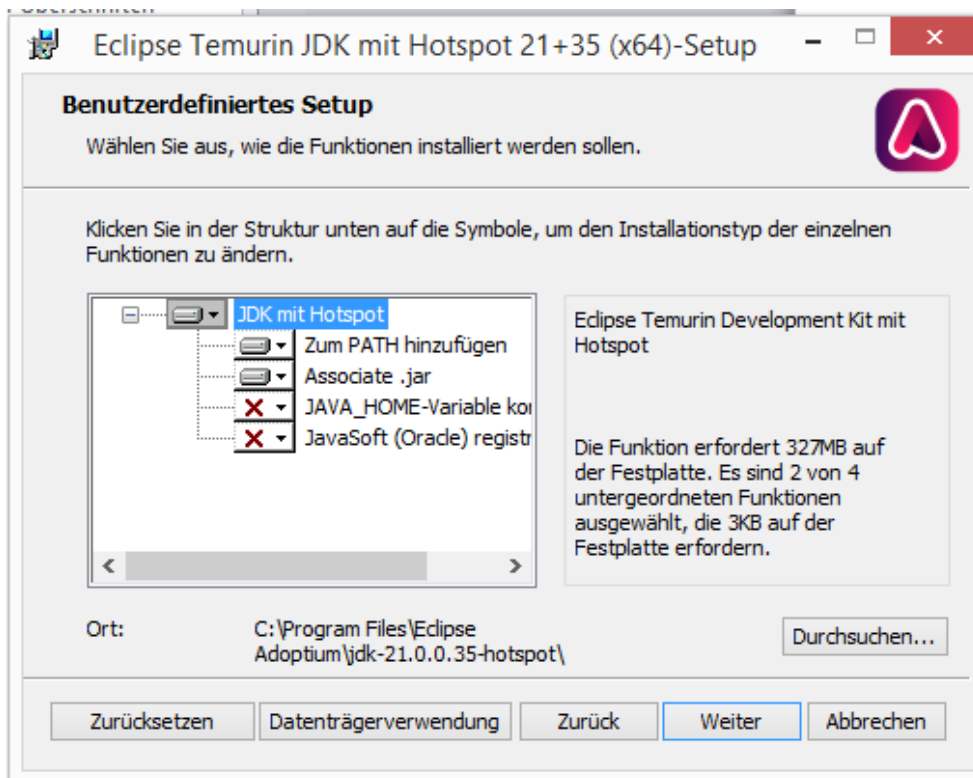 Überschriften
Eclipse Temurin JDK mit Hotspot 21+35 (x64)-Setup
Benutzerdefiniertes Setup
Wählen Sie aus, wie die Funktionen installiert werden sollen.
Klicken Sie in der Struktur unten auf die Symbole, um den Installationstyp der einzelnen
Funktionen zu ändern.
JDK mit Hotspot
Zum PATH hinzufügen
Associate .jar
JAVA_HOME-Variable kor
JavaSoft (Oracle) registr
Eclipse Temurin Development Kit mit
Hotspot
Die Funktion erfordert 327MB auf
der Festplatte. Es sind 2 von 4
untergeordneten Funktionen
ausgewählt, die 3KB auf der
Festplatte erfordern.
Ort:
C:\Program Files\Eclipse
Adoptium\jdk-21.0.0.35-hotspot\
Durchsuchen...
Zurücksetzen
Datenträgerverwendung
Zurück
Weiter
Abbrechen